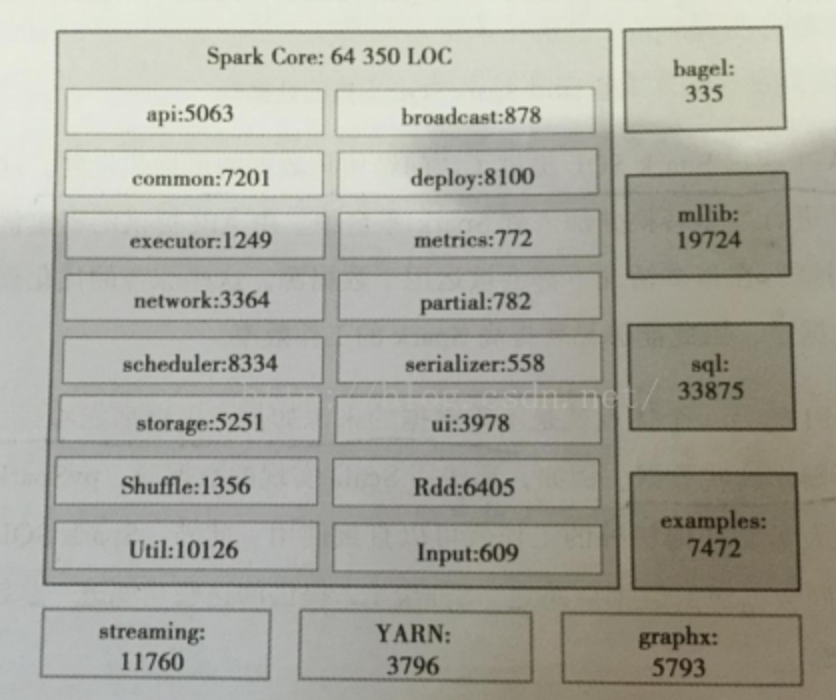 Spark Core: 64 350 LOC
api:5063
broadcast:878
common:7201
deploy:8100
executor:1249
metrics:772
network:3364
partial:782
scheduler:8334
serializer:558
storage:5251
ui:3978
Shuffle:1356
Rdd:6405
Util:10126
Input:609
bagel:
335
mllib:
19724
sql:
33875
examples:
7472
streaming:
11760
YARN:
3796
graphx:
5793
http://blog.csdn.net/